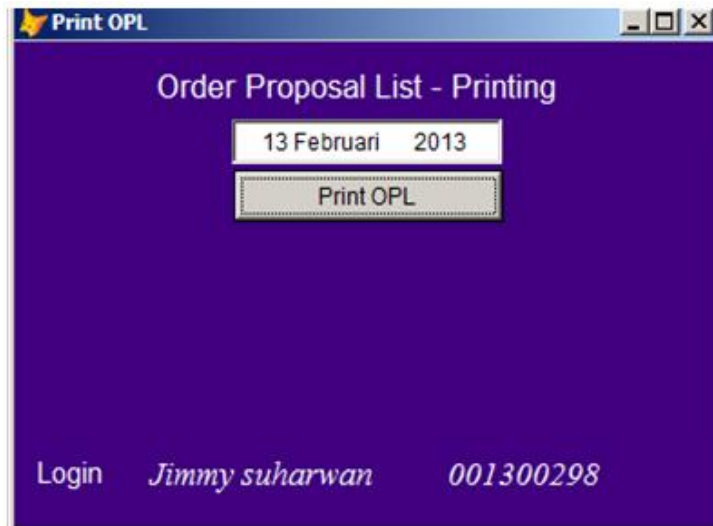 Print OPL
Order Proposal List - Printing
13 Februari 2013
Print OPL
Login Jimmy suharwan 001300298